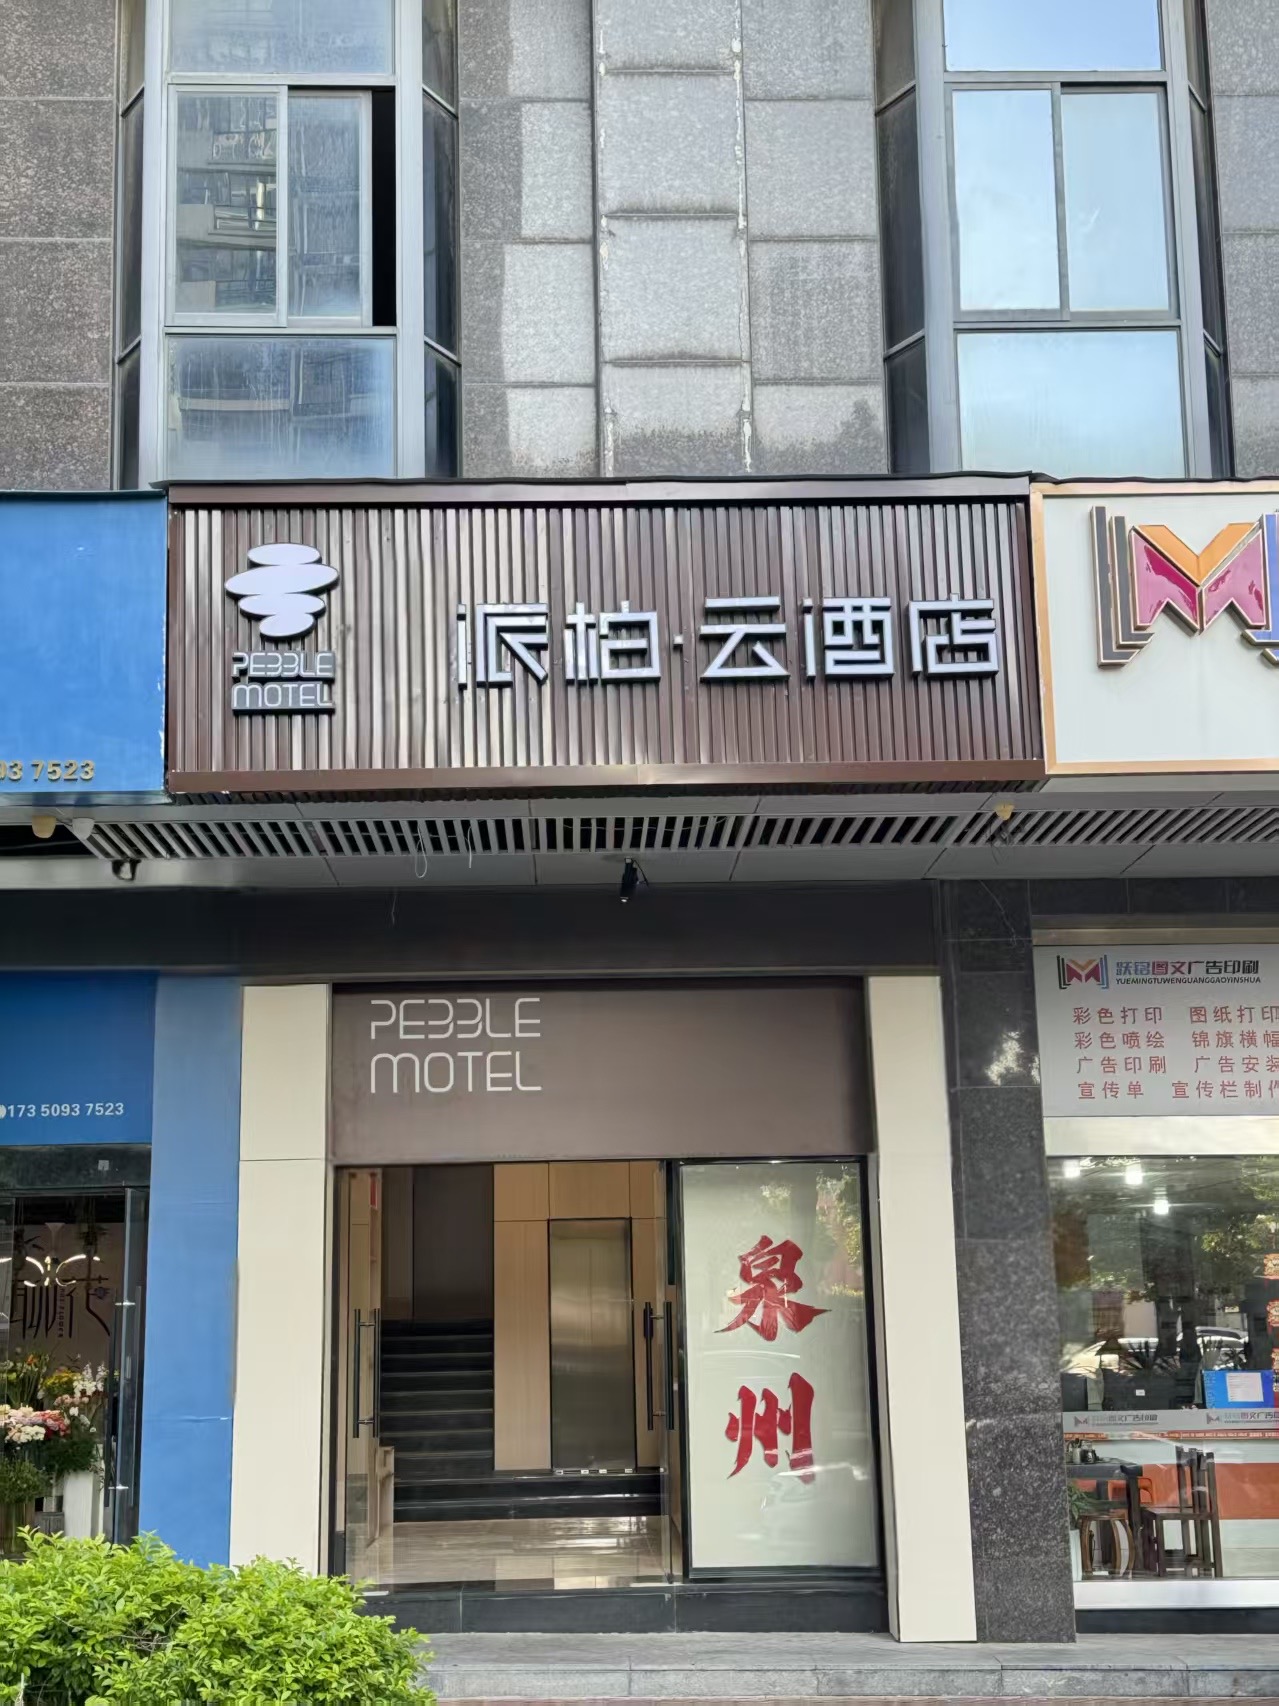 PEBBLE
MOTEL
派柏·云酒店
93 7523
PEBBLE
MOTEL
跃铭图文广告印刷
YUEMINGTUWENGUANGGAOYINSHUA
彩色打印 图纸打印
彩色喷绘 锦旗横幅
广告印刷 广告安装
宣传单 宣传栏制作
173 5093 7523
泉
州
花